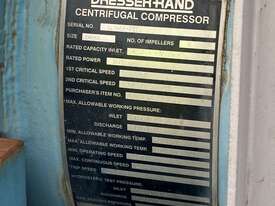 DRESSER-RAND
CENTRIFUGAL COMPRESSOR
SERIAL NO.
SIZE NO. OF IMPELLERS
RATED CAPACITY INLET
RATED POWER
1ST CRITICAL SPEED
2ND CRITICAL SPEED
PURCHASER'S ITEM NO.
MAX. ALLOWABLE WORKING PRESSURE:
INLET
DISCHARGE
MIN. ALLOWABLE WORKING TEMP.
MAX. ALLOWABLE WORKING TEMP.
MIN. OPERATING SPEED
MAX. CONTINUOUS SPEED
TRIP SPEED
HYDROSTATIC TEST PRESSURE:
INLET